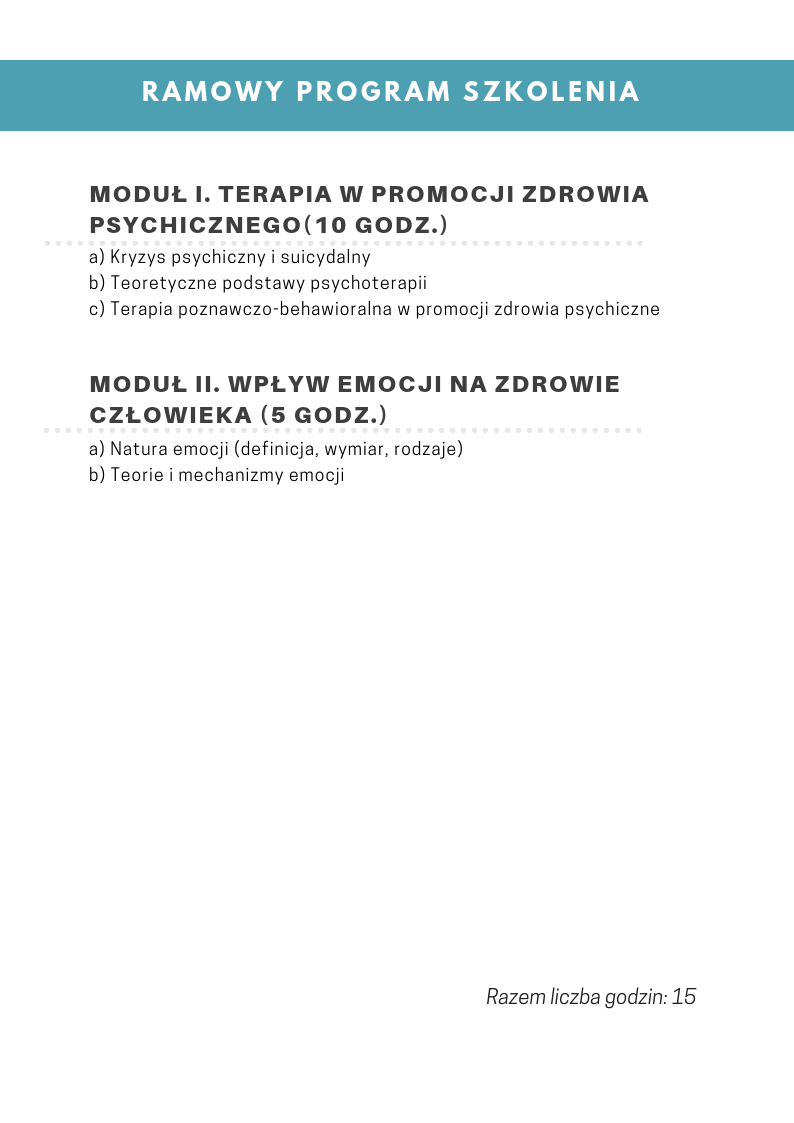 RAMOWY PROGRAM SZKOLENIA
MODUŁ I. TERAPIA W PROMOCJI ZDROWIA
PSYCHICZNEGO(10 GODZ.)
a) Kryzys psychiczny i suicydalny
b) Teoretyczne podstawy psychoterapii
c) Terapia poznawczo-behawioralna w promocji zdrowia psychiczne
MODUŁ II. WPŁYW EMOCJI NA ZDROWIE
CZŁOWIEKA (5 GODZ.)
a) Natura emocji (definicja, wymiar, rodzaje)
b) Teorie i mechanizmy emocji
Razem liczba godzin: 15